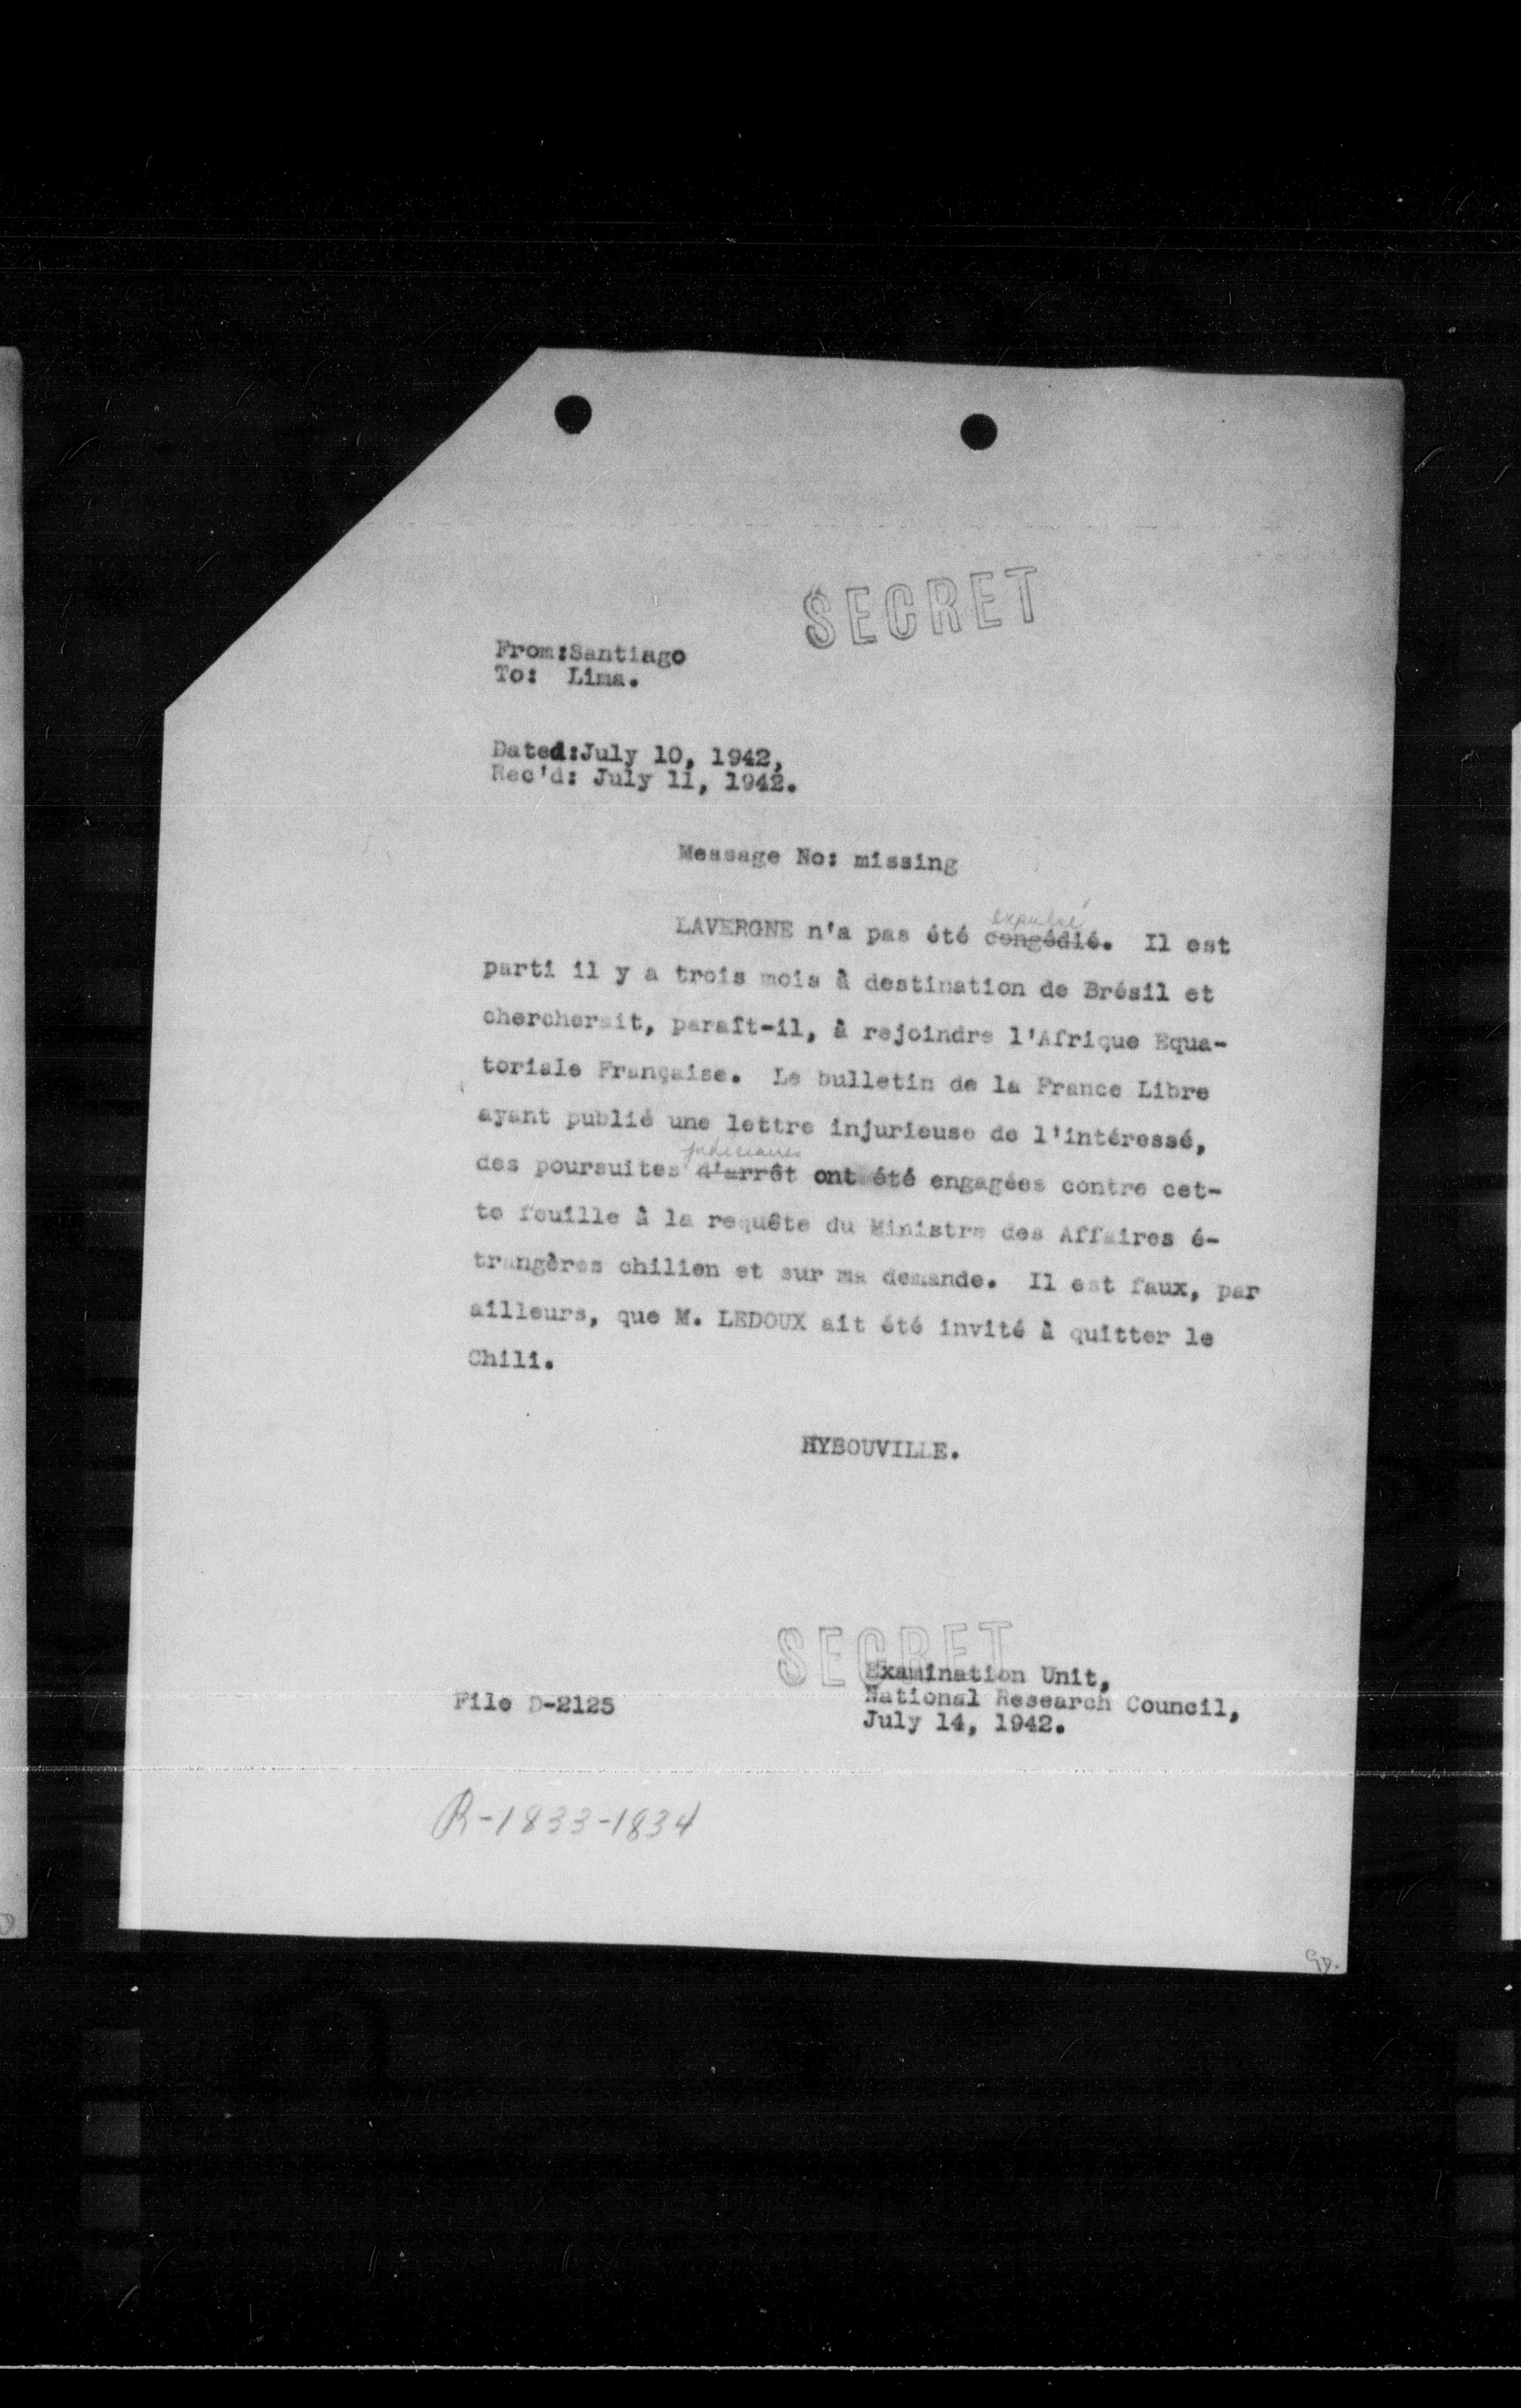 SECRET
From:Santiago
To: Lima.
Dated:July 10, 1942,
Rec'd: July 11, 1942.
Message No: missing
expulsé
LAVERGNE n'a pas été congédié. Il est
parti il y a trois mois à destination de Brésil et
chercherait, paraît-il, à rejoindre l'Afrique Equa-
toriale Française. Le bulletin de la France Libre
ayant publié une lettre injurieuse de l'intéressé,
judiciaires
des poursuites d'arrêt ont été engagées contre cet-
te feuille à la requête du Ministre des Affaires é-
trangères chilien et sur ma demande. Il est faux, par
ailleurs, que M. LEDOUX ait été invité à quitter le
Chili.
HYSOUVILLE.
SECRET
Examination Unit,
National Research Council,
July 14, 1942.
File D-2125
R-1833-1834